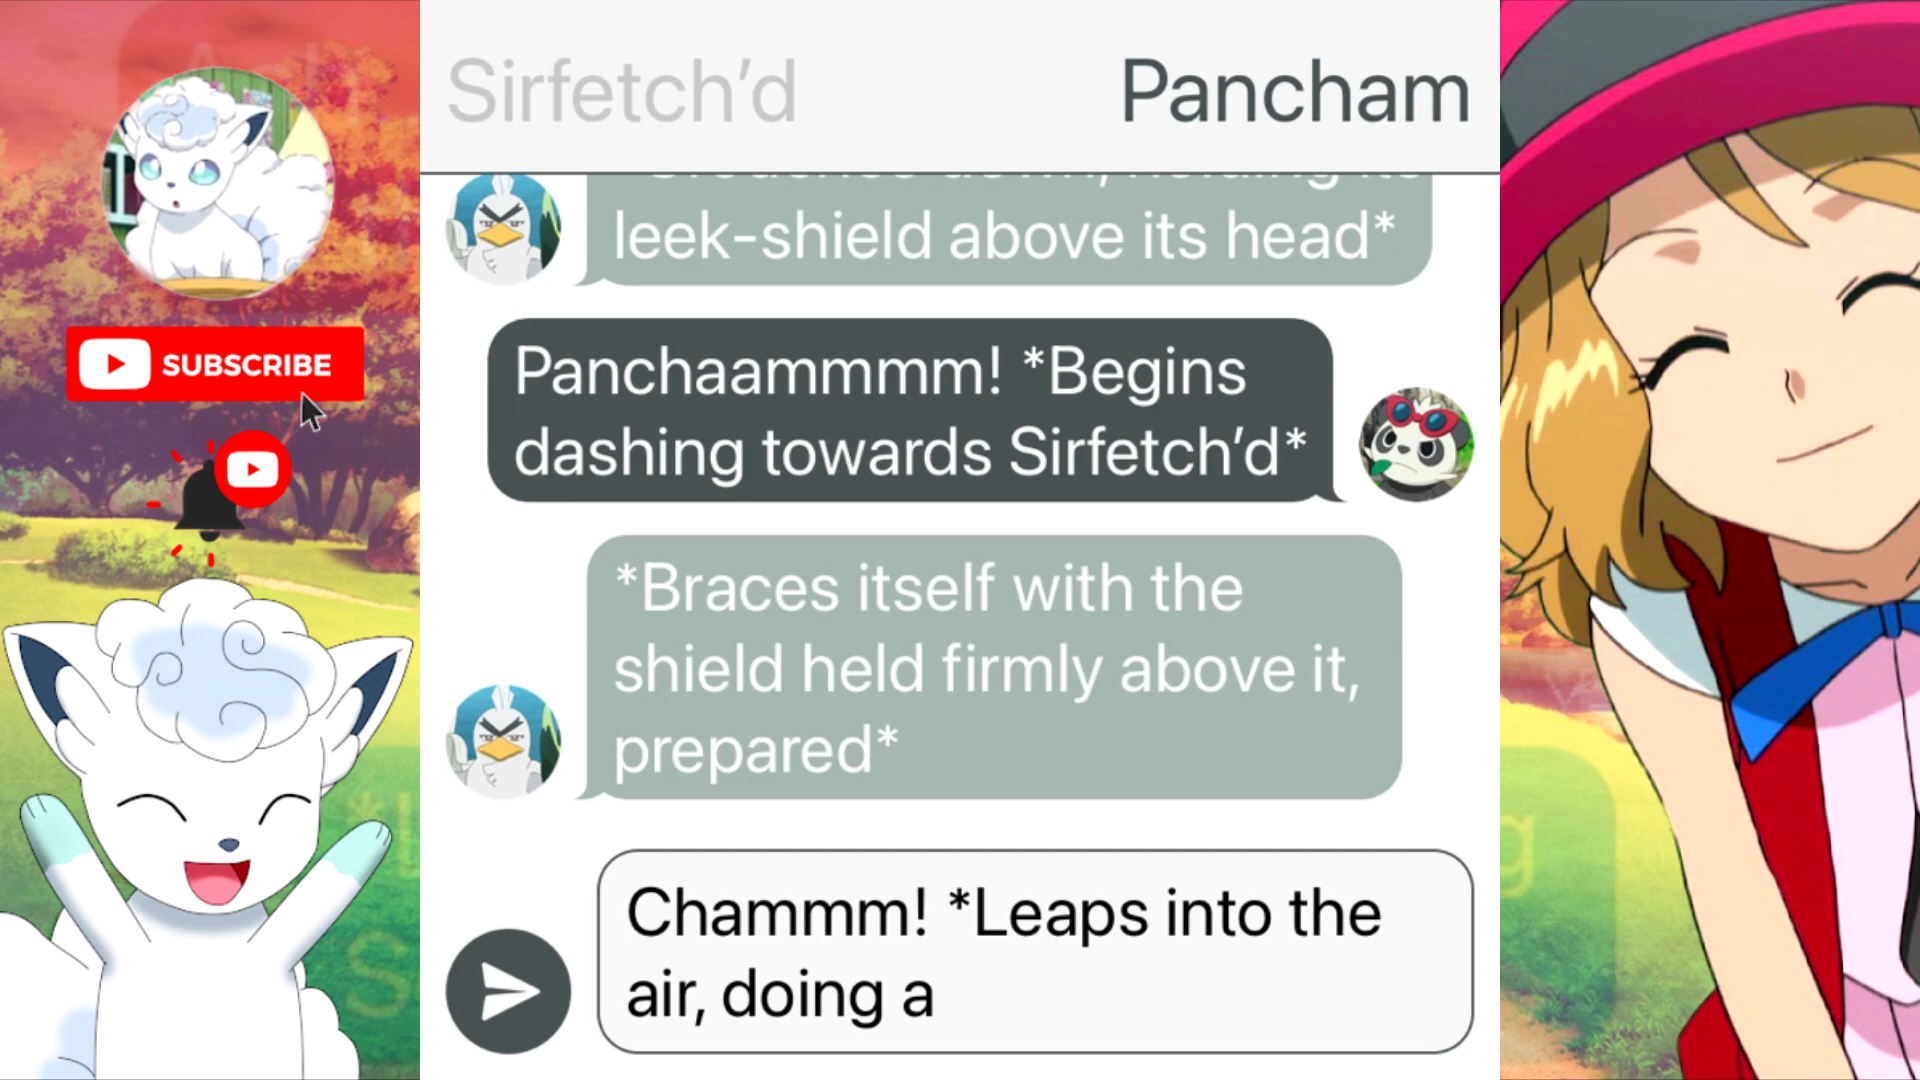 Sirfetch’d
Pancham
SUBSCRIBE
leek-shield above its head*
Panchaammmm! *Begins
dashing towards Sirfetch’d*
*Braces itself with the
shield held firmly above it,
prepared*
Chammm! *Leaps into the
air, doing a